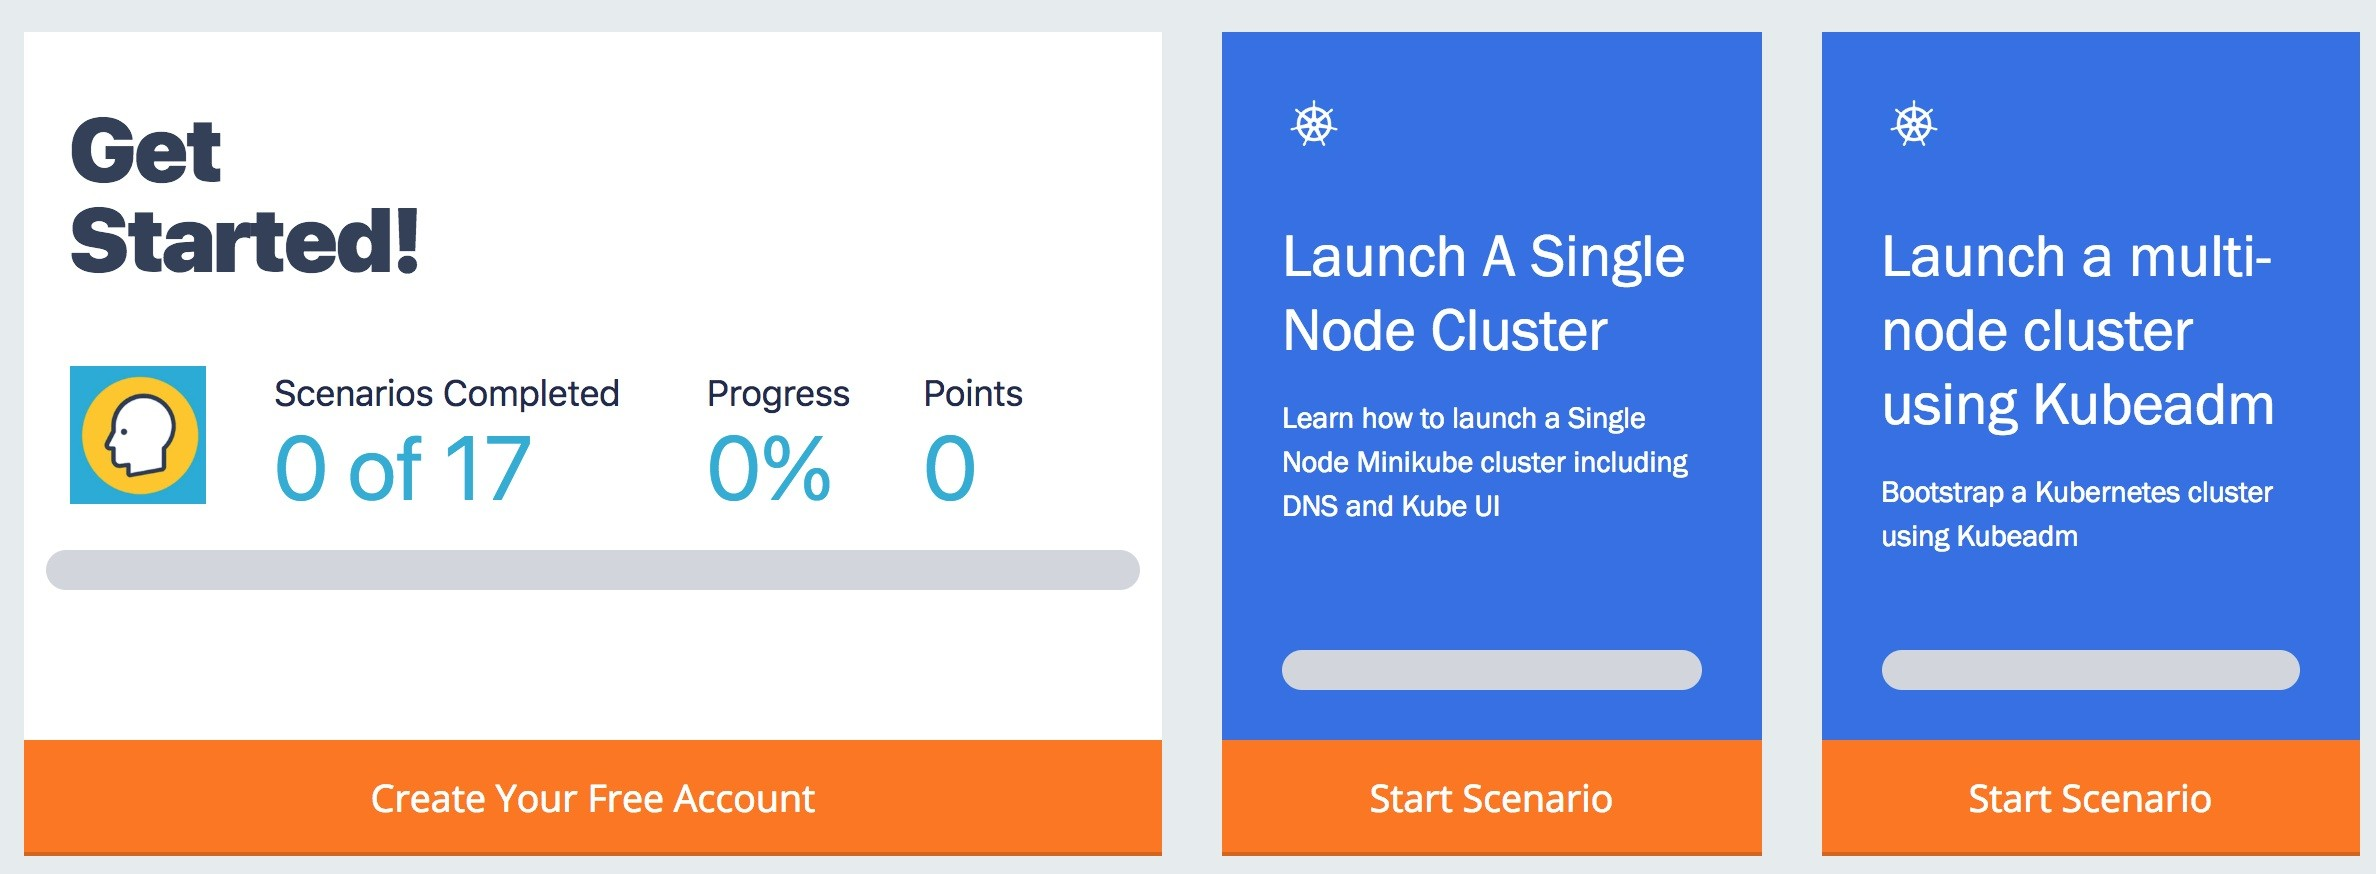 Get
Started!
Scenarios Completed
0 of 17
Progress
0%
Points
0
Create Your Free Account
Launch A Single
Node Cluster
Learn how to launch a Single
Node Minikube cluster including
DNS and Kube UI
Start Scenario
Launch a multi-
node cluster
using Kubeadm
Bootstrap a Kubernetes cluster
using Kubeadm
Start Scenario